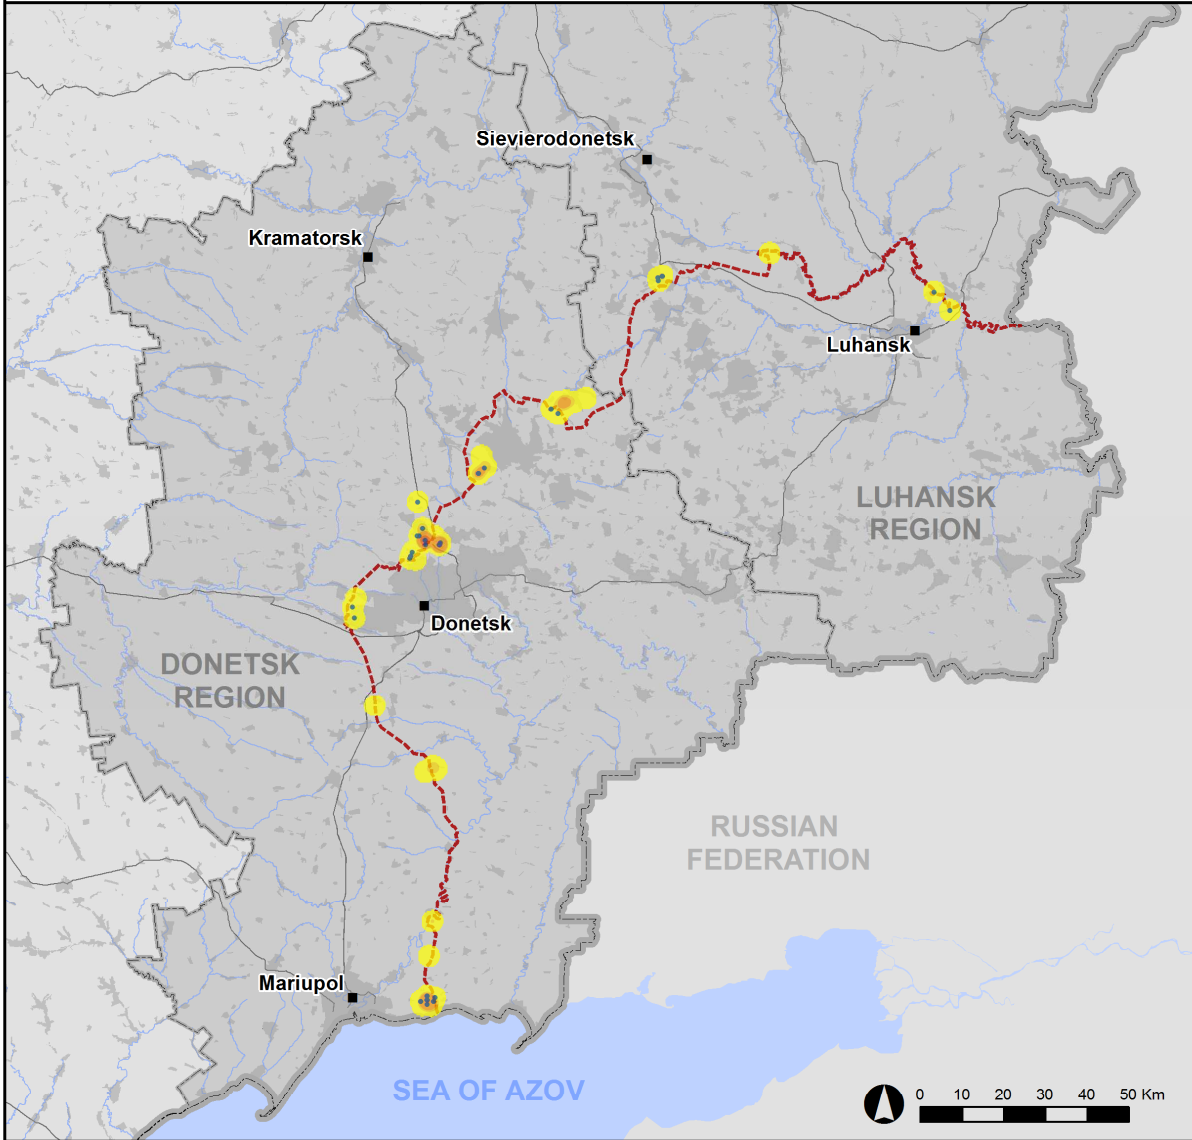 Sievierodonetsk
Kramatorsk
Luhansk
LUHANSK
REGION
Donetsk
DONETSK
REGION
RUSSIAN
FEDERATION
Mariupol
SEA OF AZOV
0 10 20 30 40 50 Km